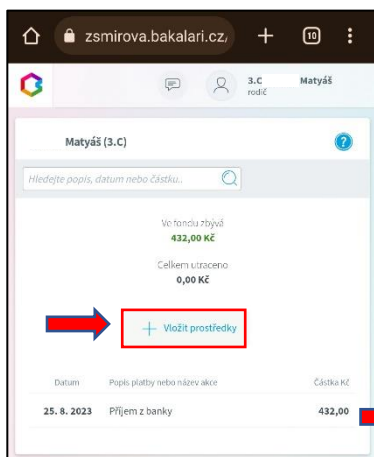 zsmirova.bakalari.cz/
10
3.C Matyáš
rodič
Matyáš (3.C)
?
Hledejte popis, datum nebo částku..
Ve fondu zbývá
432,00 Kč
Celkem utraceno
0,00 Kč
Vložit prostředky
Datum Popis platby nebo název akce Částka Kč
25. 8. 2023 Příjem z banky 432,00